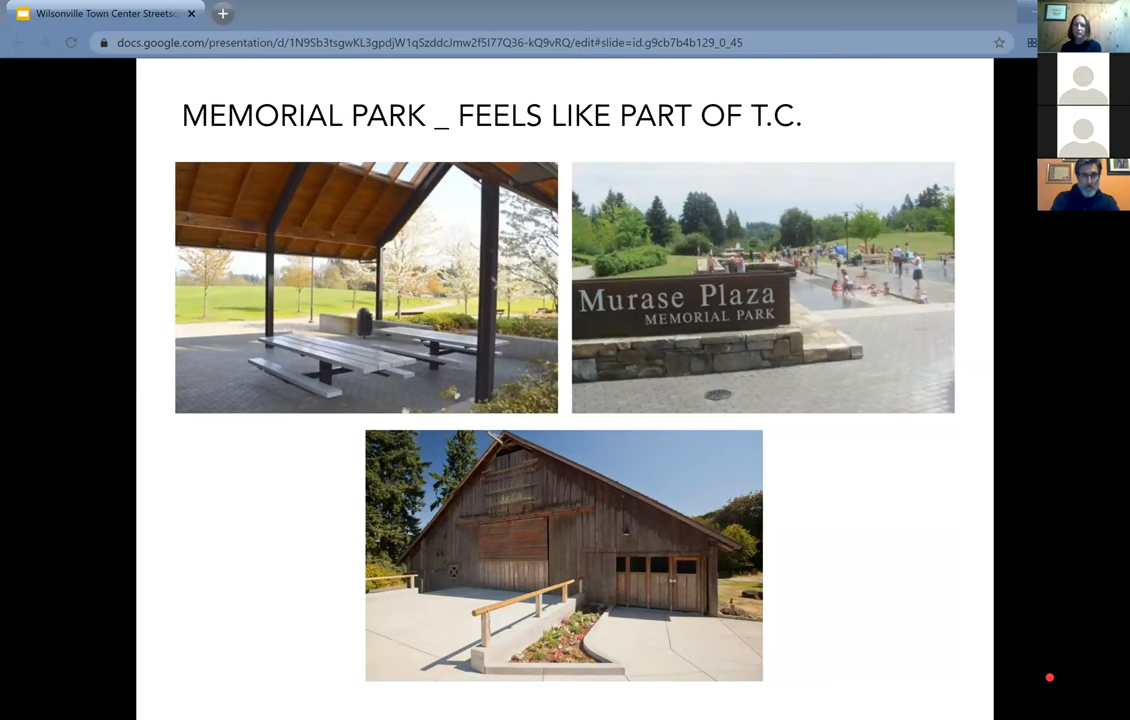 Wilsonville Town Center Streetsc
docs.google.com/presentation/d/1N9Sb3tsgwKL3gpdjW1qSzddcJmw2f5I77Q36-kQ9vRQ/edit#slide=id.g9cb7b4b129_0_45
MEMORIAL PARK _ FEELS LIKE PART OF T.C.
Murase Plaza
MEMORIAL PARK